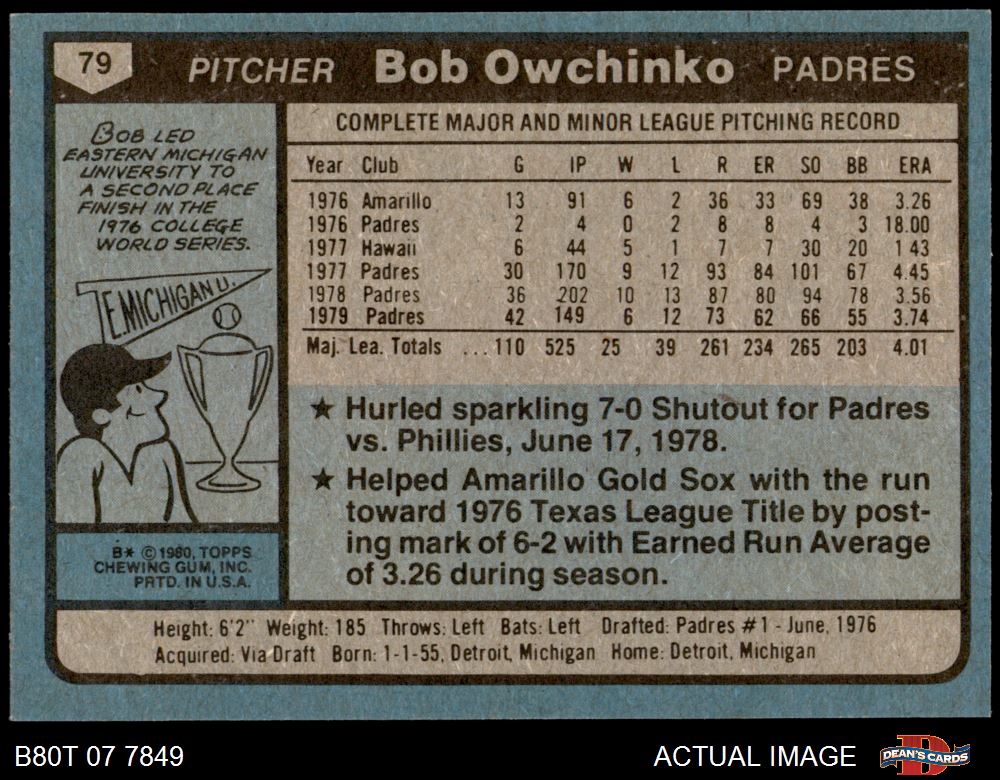 79 PITCHER Bob Owchinko PADRES
BOB LED
EASTERN MICHIGAN
UNIVERSITY TO
A SECOND PLACE
FINISH IN THE
1976 COLLEGE
WORLD SERIES.
E. MICHIGAN U.
B* © 1980, TOPPS
CHEWING GUM, INC.
PRTD. IN U.S.A.
COMPLETE MAJOR AND MINOR LEAGUE PITCHING RECORD
Year Club G IP W L R ER SO BB ERA
1976 Amarillo 13 91 6 2 36 33 69 38 3.26
1976 Padres 2 4 0 2 8 8 4 3 18.00
1977 Hawaii 6 44 5 1 7 7 30 20 1 43
1977 Padres 30 170 9 12 93 84 101 67 4.45
1978 Padres 36 202 10 13 87 80 94 78 3.56
1979 Padres 42 149 6 12 73 62 66 55 3.74
Maj. Lea. Totals ...110 525 25 39 261 234 265 203 4.01
★ Hurled sparkling 7-0 Shutout for Padres
vs. Phillies, June 17, 1978.
★ Helped Amarillo Gold Sox with the run
toward 1976 Texas League Title by post-
ing mark of 6-2 with Earned Run Average
of 3.26 during season.
Height: 6'2" Weight: 185 Throws: Left Bats: Left Drafted: Padres #1 - June, 1976
Acquired: Via Draft Born: 1-1-55, Detroit, Michigan Home: Detroit, Michigan
B80T 07 7849 ACTUAL IMAGE D DEAN'S CARDS